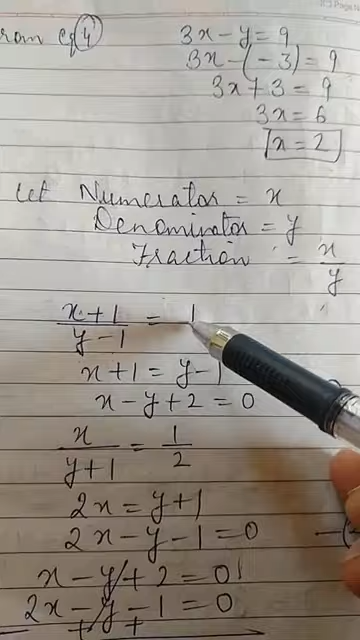 from eq (4)
3x - y = 9
3x - (-3) = 9
3x + 3 = 9
3x = 6
x = 2
Let Numerator = x
Denominator = y
Fraction = x/y
(x+1)/(y-1) = 1
x+1 = y-1
x - y + 2 = 0
x/(y+1) = 1/2
2x = y+1
2x - y - 1 = 0
x - y + 2 = 0
2x - y - 1 = 0
+ +